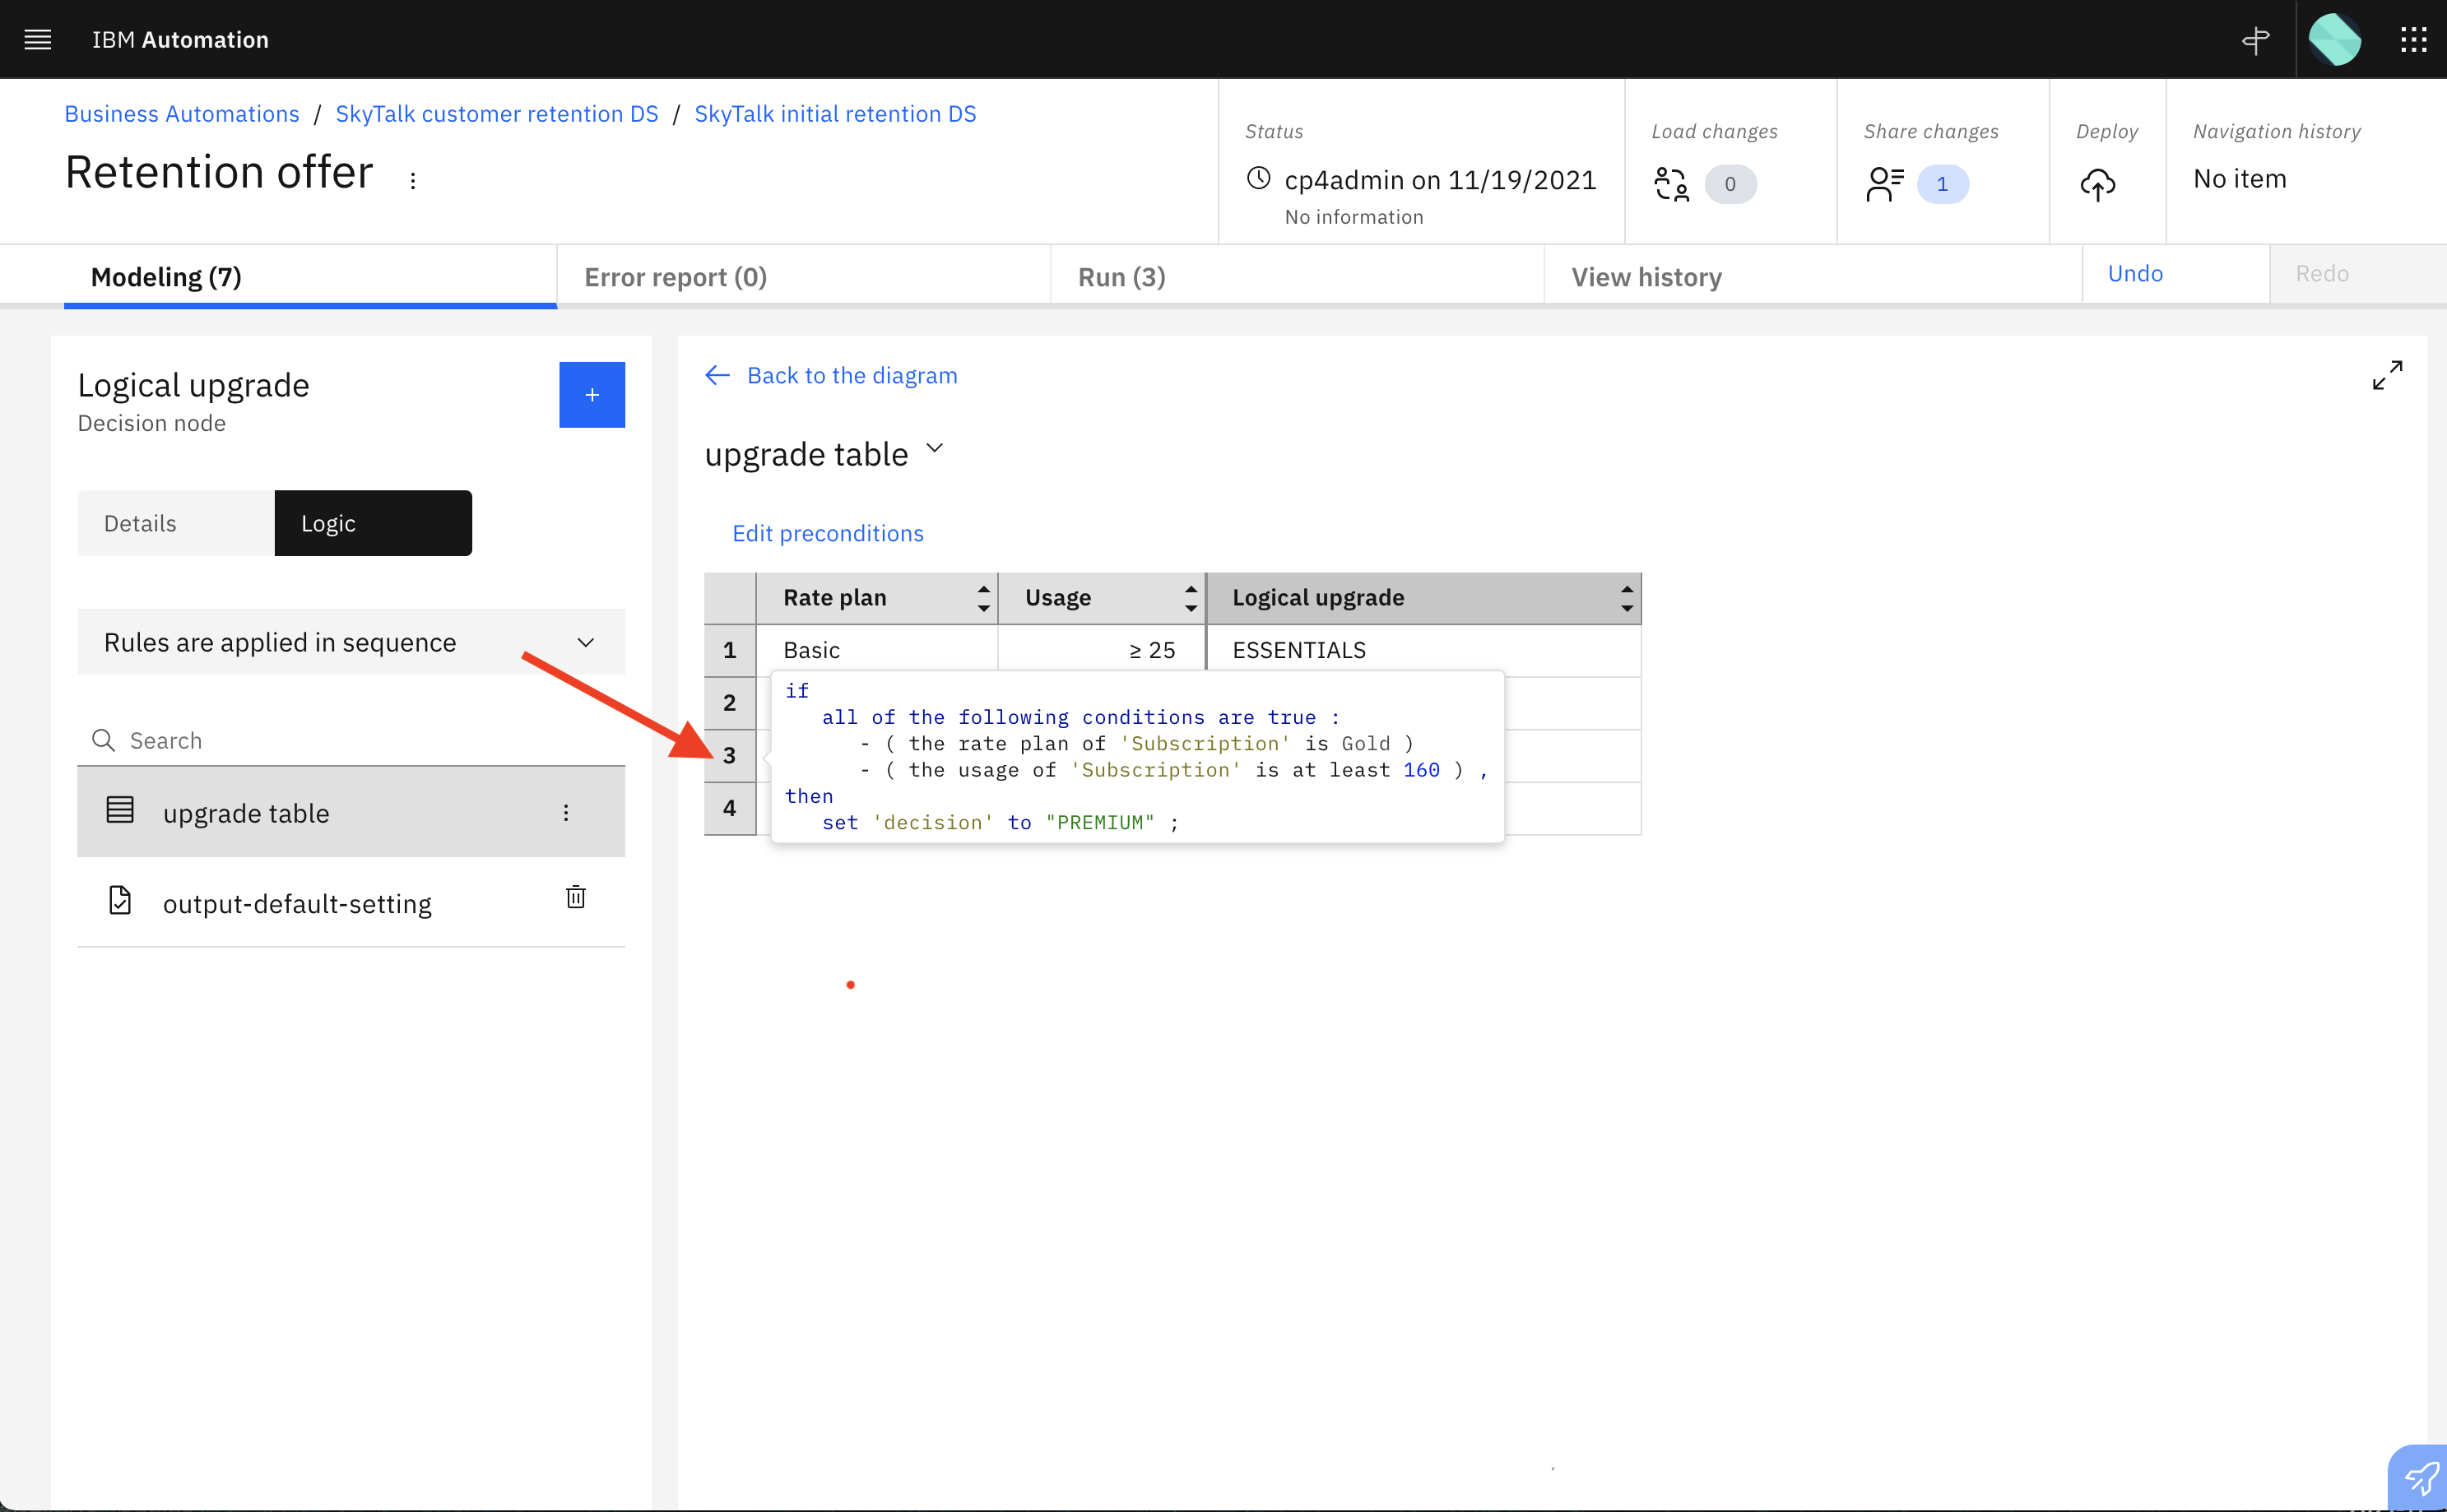 IBM Automation
Business Automations / SkyTalk customer retention DS / SkyTalk initial retention DS
Retention offer
Status
cp4admin on 11/19/2021
No information
Load changes
0
Share changes
1
Deploy
Navigation history
No item
Modeling (7)
Error report (0)
Run (3)
View history
Undo
Redo
Logical upgrade
Decision node
+
Details
Logic
Rules are applied in sequence
Search
upgrade table
output-default-setting
Back to the diagram
upgrade table
Edit preconditions
Rate plan Usage Logical upgrade
1 Basic ≥ 25 ESSENTIALS
2
3
4
if
all of the following conditions are true :
- ( the rate plan of 'Subscription' is Gold )
- ( the usage of 'Subscription' is at least 160 ) ,
then
set 'decision' to "PREMIUM" ;